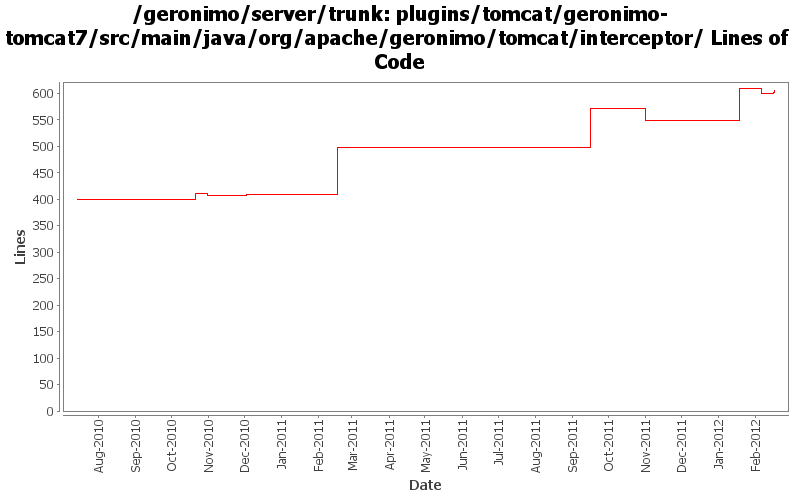 /geronimo/server/trunk: plugins/tomcat/geronimo-
tomcat7/src/main/java/org/apache/geronimo/tomcat/interceptor/ Lines of
Code
600
550
500
450
400
350
300
250
200
150
100
50
0
Lines
Aug-2010
Sep-2010
Oct-2010
Nov-2010
Dec-2010
Jan-2011
Feb-2011
Mar-2011
Apr-2011
May-2011
Jun-2011
Jul-2011
Aug-2011
Sep-2011
Oct-2011
Nov-2011
Dec-2011
Jan-2012
Feb-2012
Date